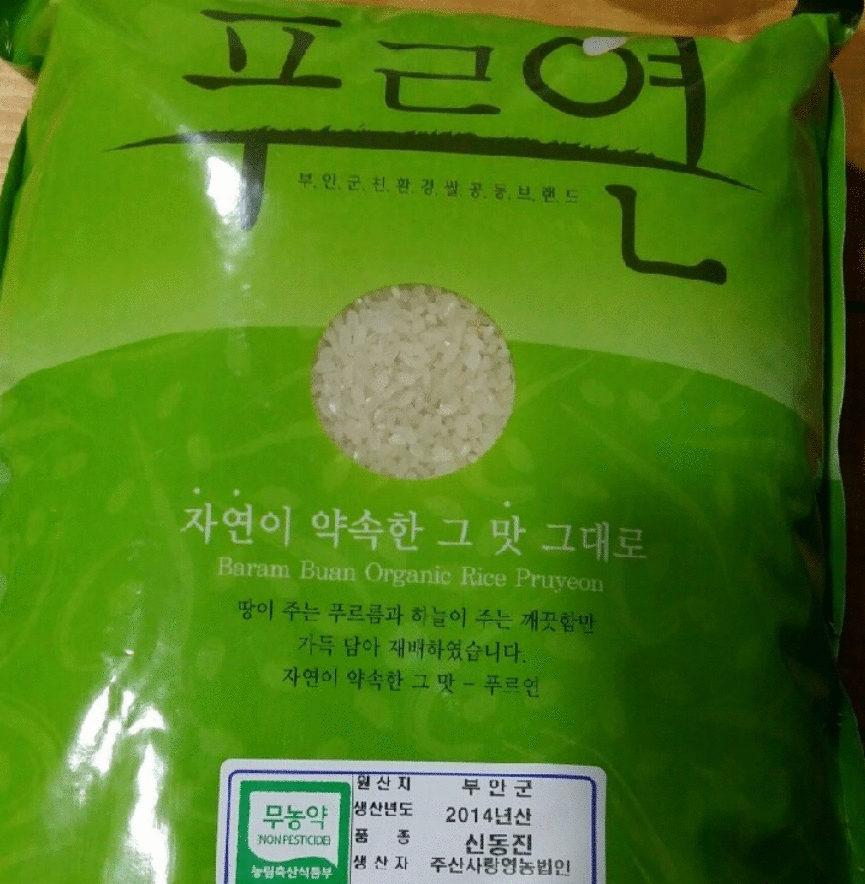 푸르연
부.안.군.친.환.경.쌀.공.동.브.랜.드
자연이 약속한 그 맛 그대로
Baram Buan Organic Rice Pruyeon
땅이 주는 푸르름과 하늘이 주는 깨끗함만
가득 담아 재배하였습니다.
자연이 약속한 그 맛 - 푸르연
무농약
(NON PESTICIDE)
농림축산식품부
원산지 부안군
생산년도 2014년산
품종 신동진
생산자 주산사랑영농법인